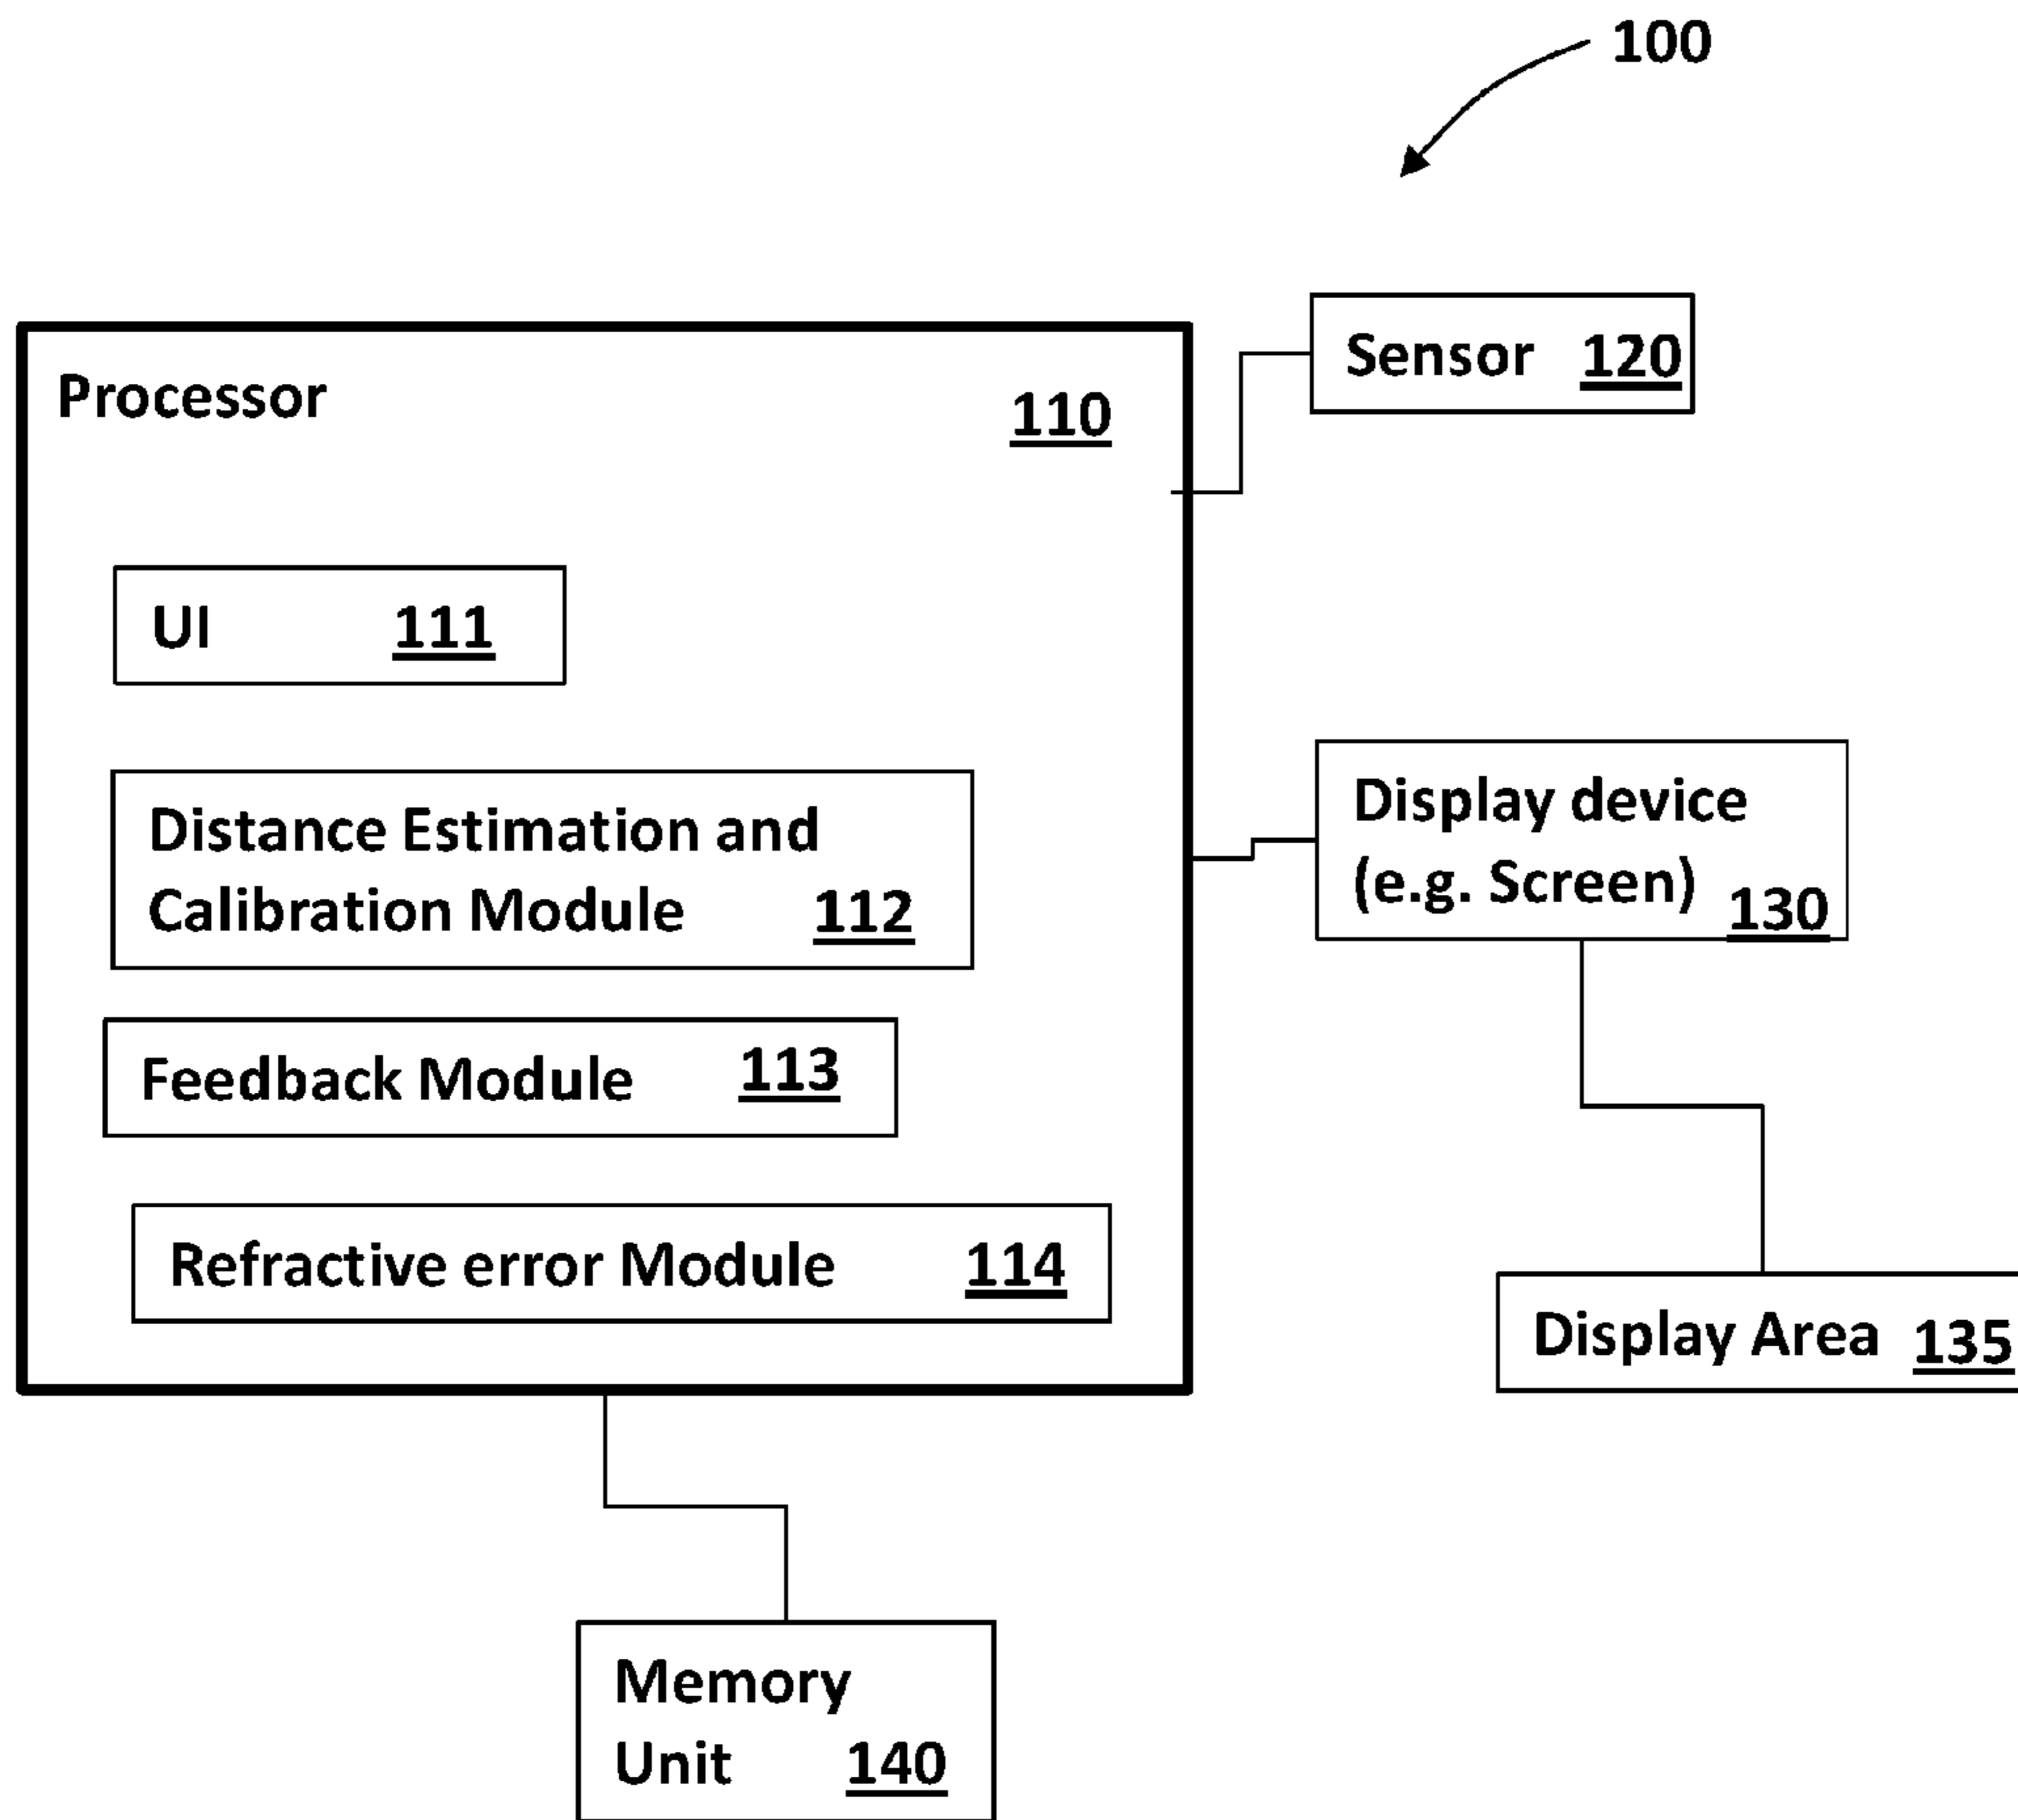 100
Sensor 120
Processor
110
UI 111
Display device
(e.g. Screen) 130
Distance Estimation and
Calibration Module 112
Feedback Module 113
Refractive error Module 114
Display Area 135
Memory
Unit 140